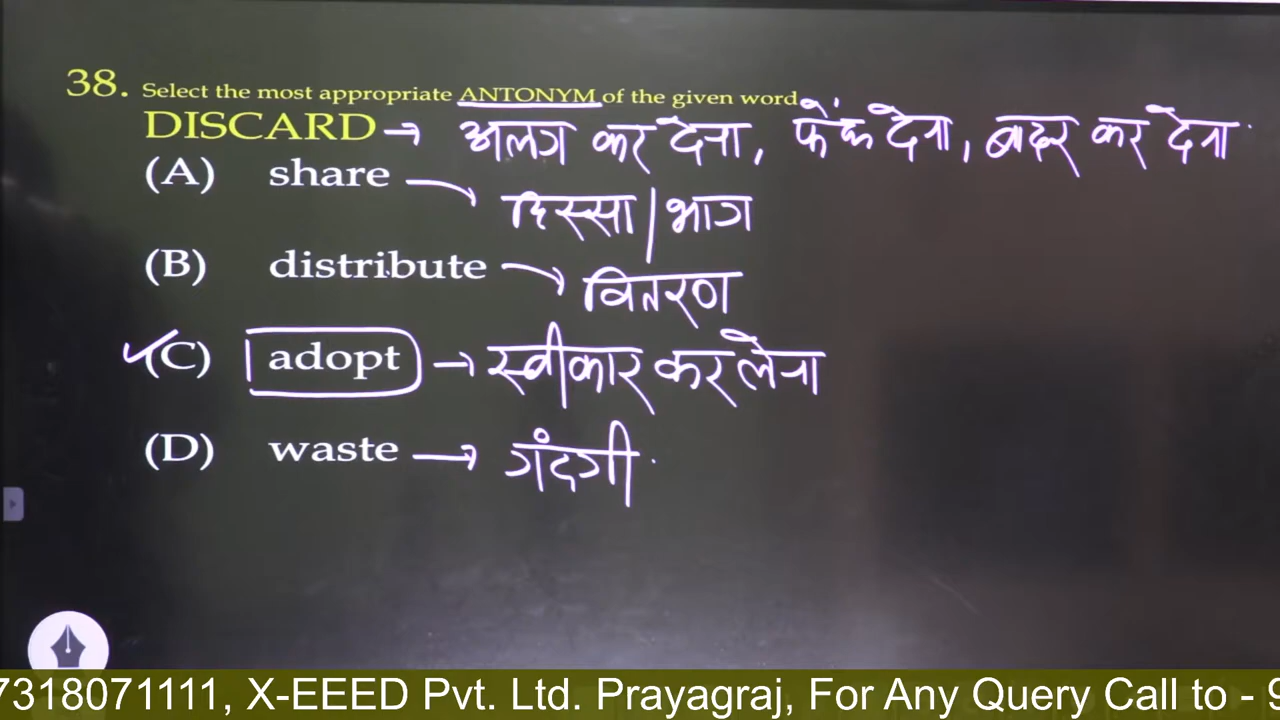 38. Select the most appropriate ANTONYM of the given word.
DISCARD → अलग कर देना, फेंक देना, बाहर कर देना
(A) share → हिस्सा | भाग
(B) distribute → वितरण
(C) adopt → स्वीकार कर लेना
(D) waste → गंदगी
7318071111, X-EEED Pvt. Ltd. Prayagraj, For Any Query Call to - 9